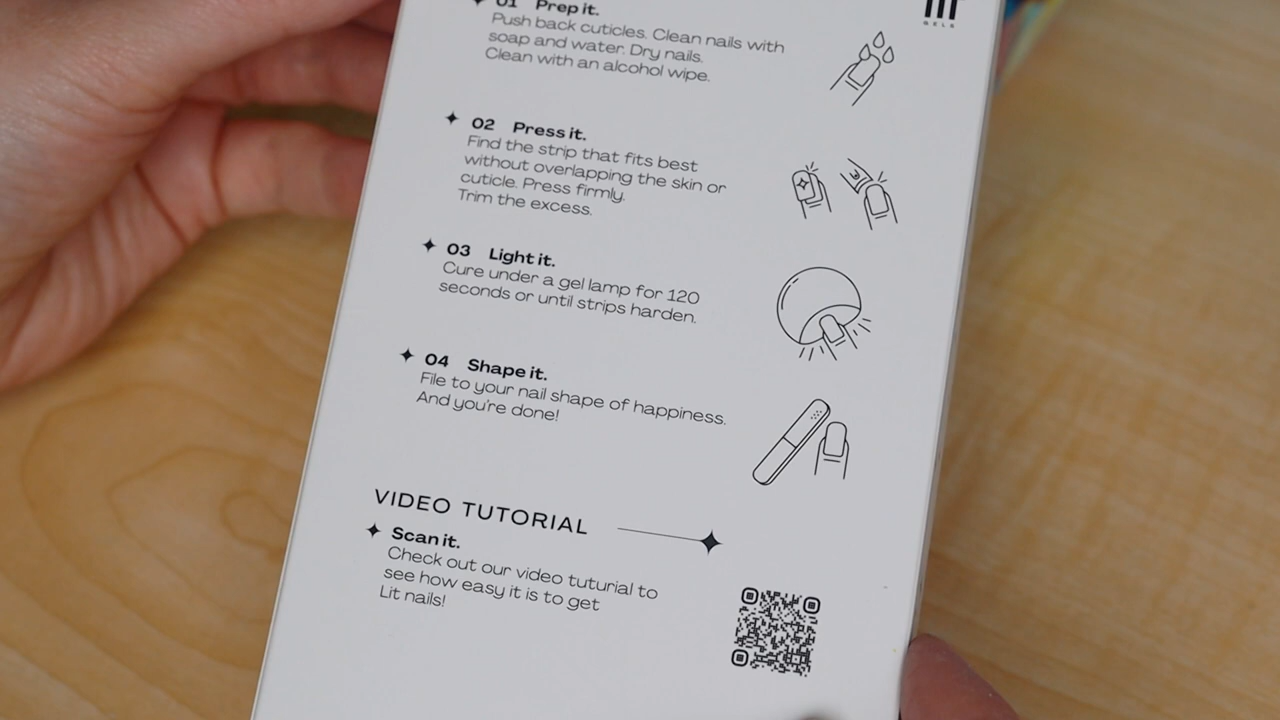 01 Prep it.
Push back cuticles. Clean nails with
soap and water. Dry nails.
Clean with an alcohol wipe.
02 Press it.
Find the strip that fits best
without overlapping the skin or
cuticle. Press firmly.
Trim the excess.
03 Light it.
Cure under a gel lamp for 120
seconds or until strips harden.
04 Shape it.
File to your nail shape of happiness.
And you're done!
VIDEO TUTORIAL
Scan it.
Check out our video tuturial to
see how easy it is to get
Lit nails!
GELS